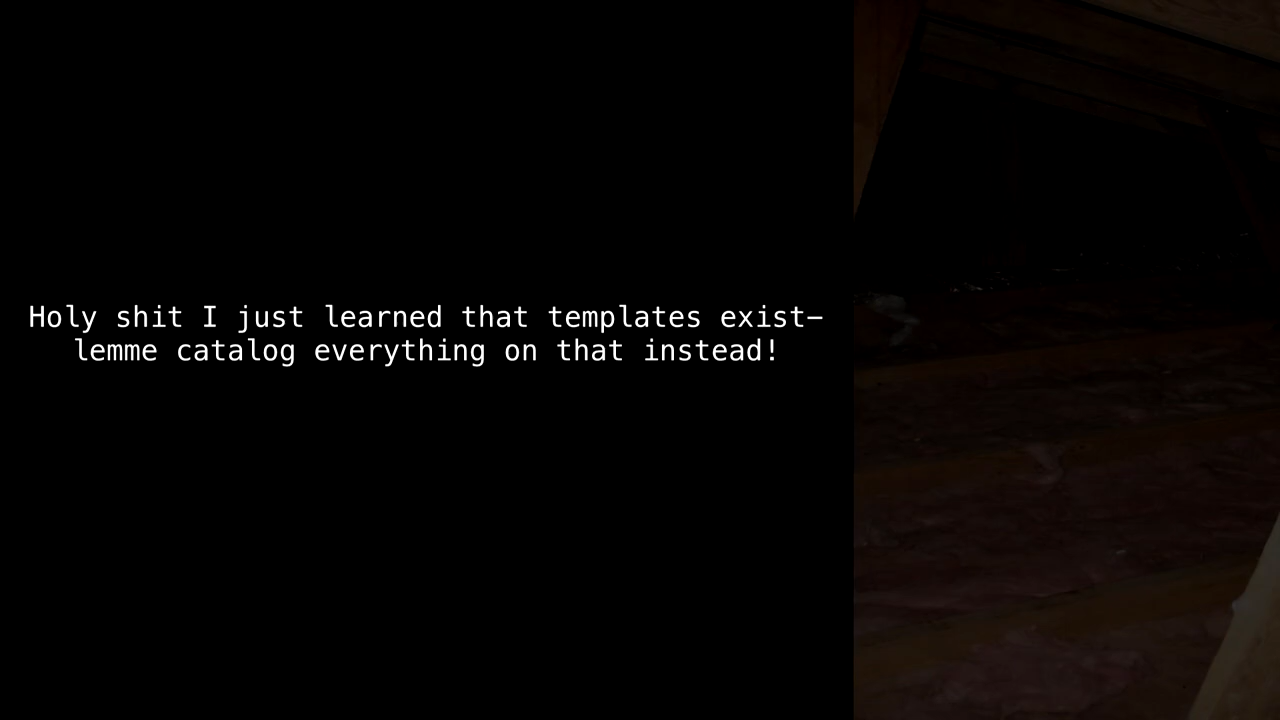 Holy shit I just learned that templates exist—
lemme catalog everything on that instead!